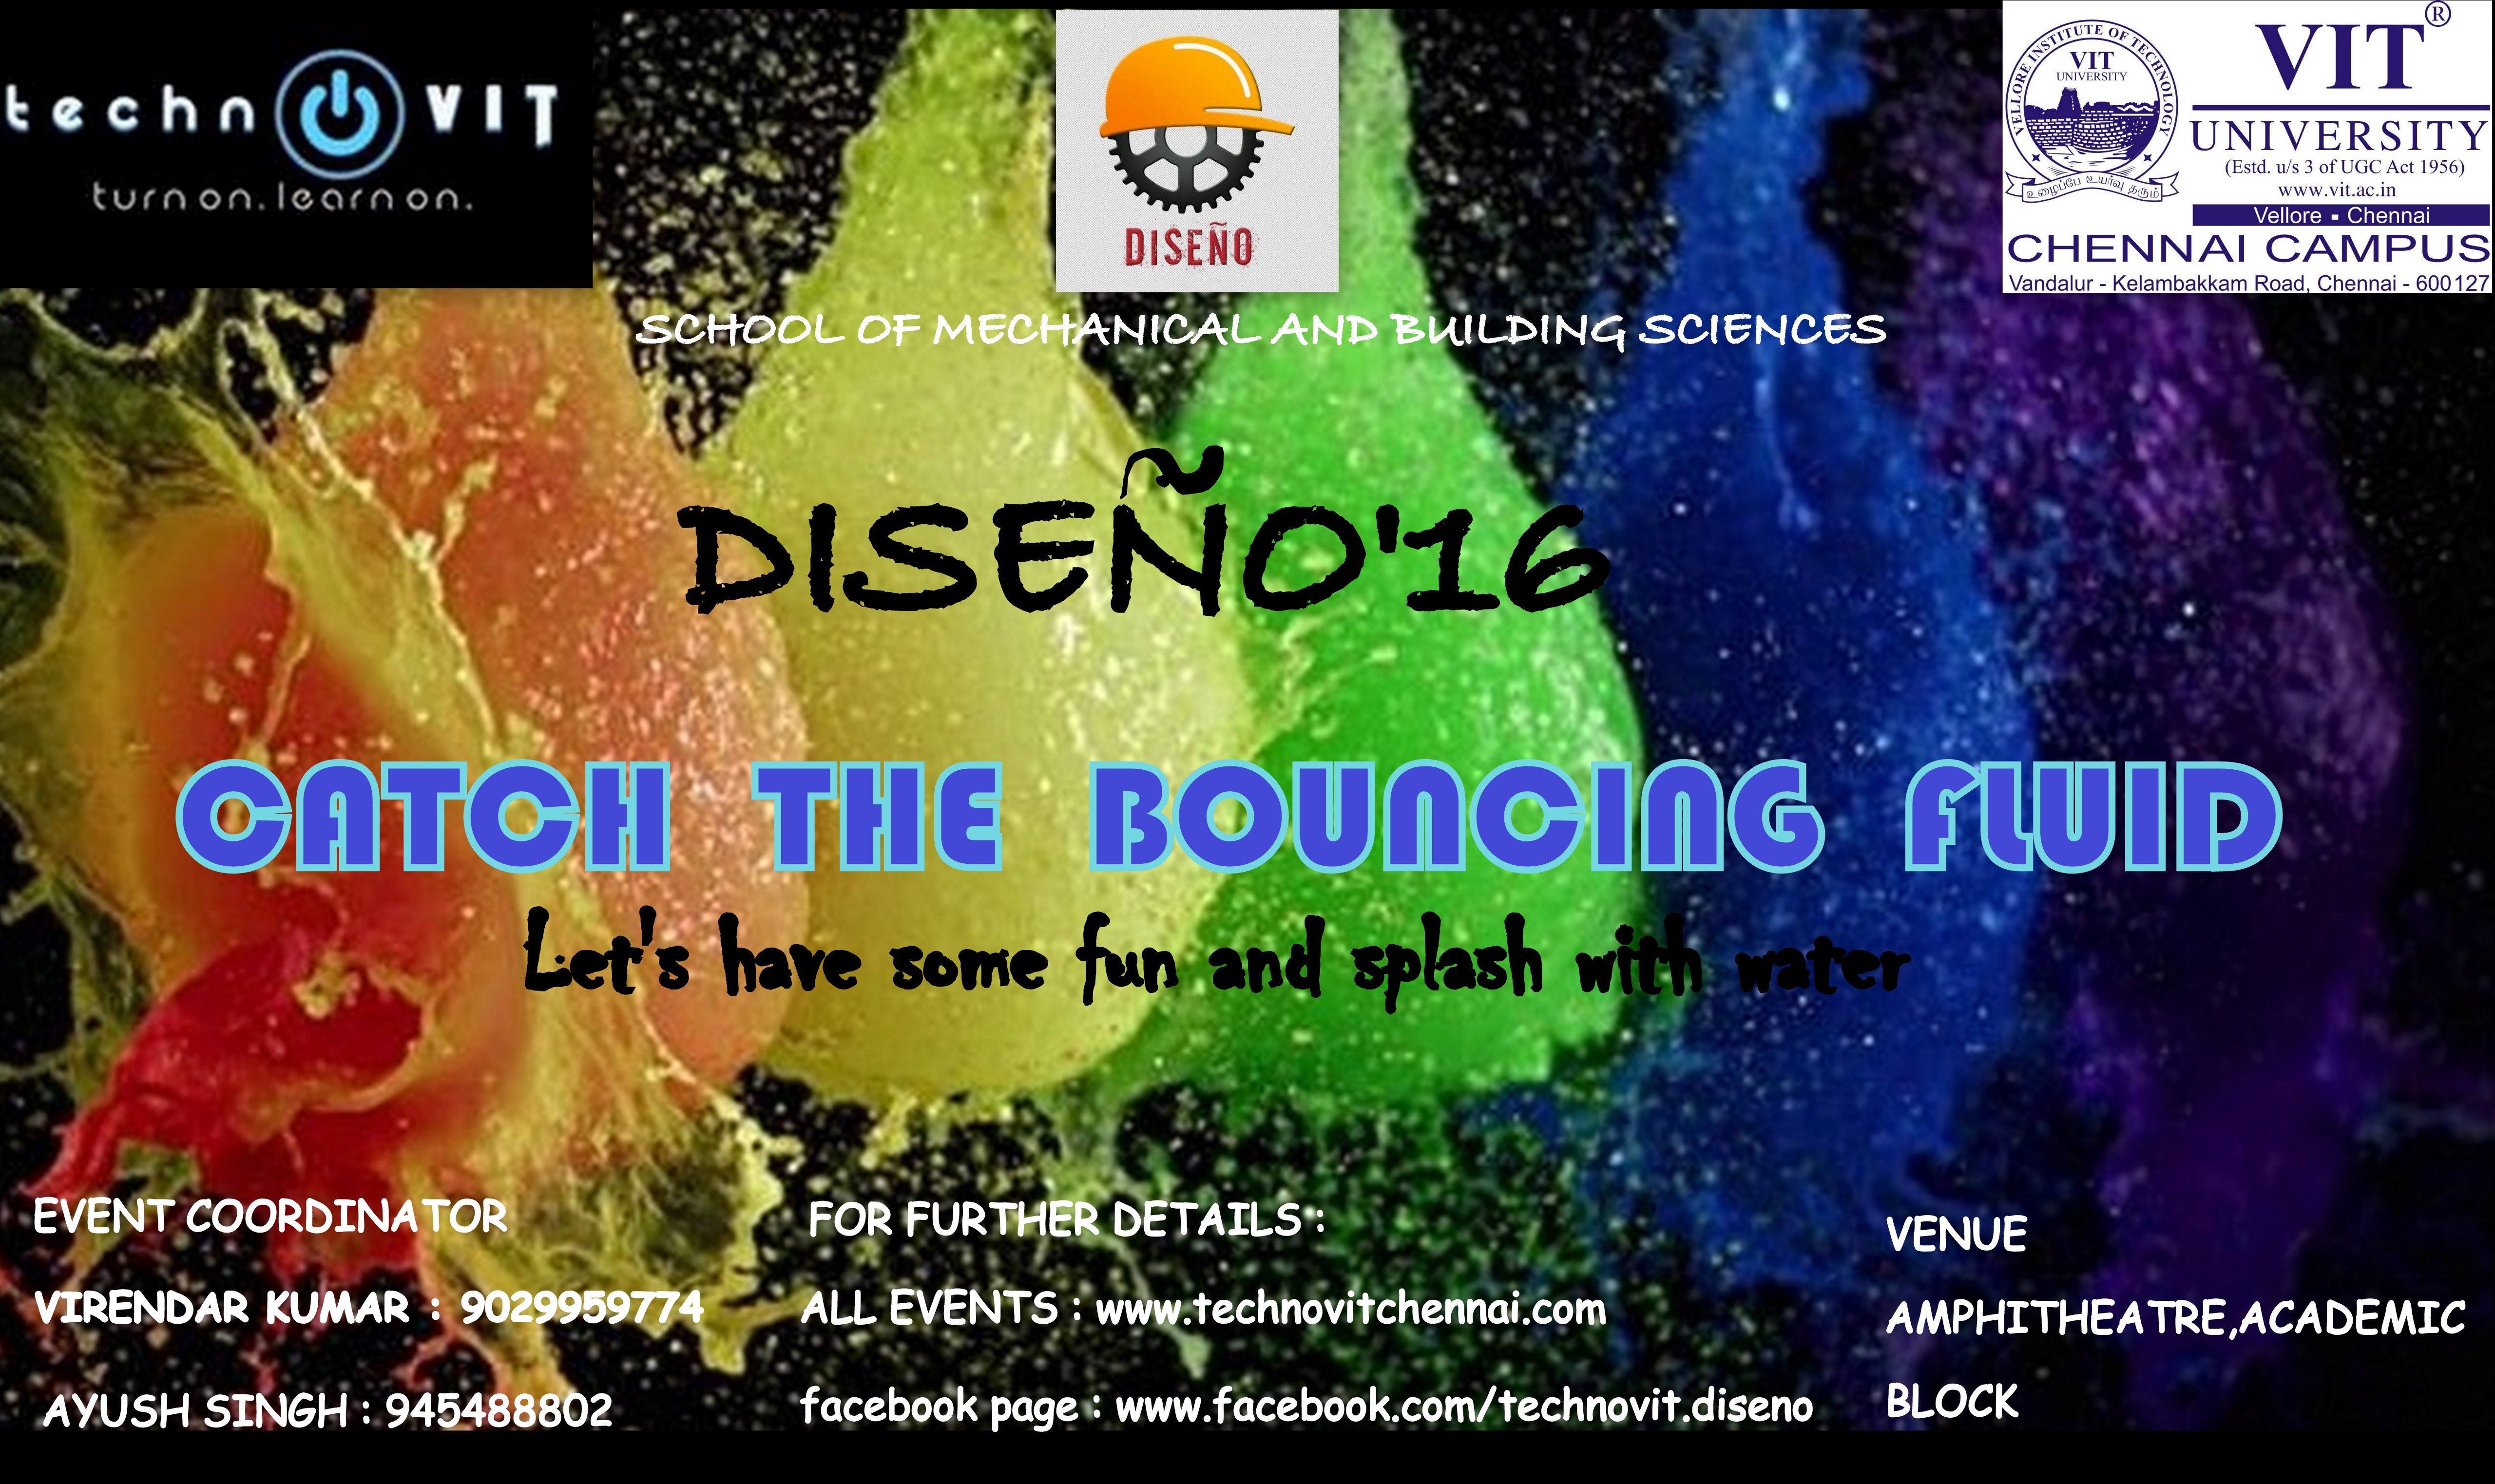 techn VIT
turn on. learn on.
DISEÑO
VELLORE INSTITUTE OF TECHNOLOGY
VIT
UNIVERSITY
உழைப்பே உயர்வு தரும்
VIT®
UNIVERSITY
(Estd. u/s 3 of UGC Act 1956)
www.vit.ac.in
Vellore - Chennai
CHENNAI CAMPUS
Vandalur - Kelambakkam Road, Chennai - 600127
SCHOOL OF MECHANICAL AND BUILDING SCIENCES
DISEÑO'16
CATCH THE BOUNCING FLUID
Let's have some fun and splash with water
EVENT COORDINATOR
VIRENDAR KUMAR : 9029959774
AYUSH SINGH : 945488802
FOR FURTHER DETAILS :
ALL EVENTS : www.technovitchennai.com
facebook page : www.facebook.com/technovit.diseno
VENUE
AMPHITHEATRE,ACADEMIC
BLOCK